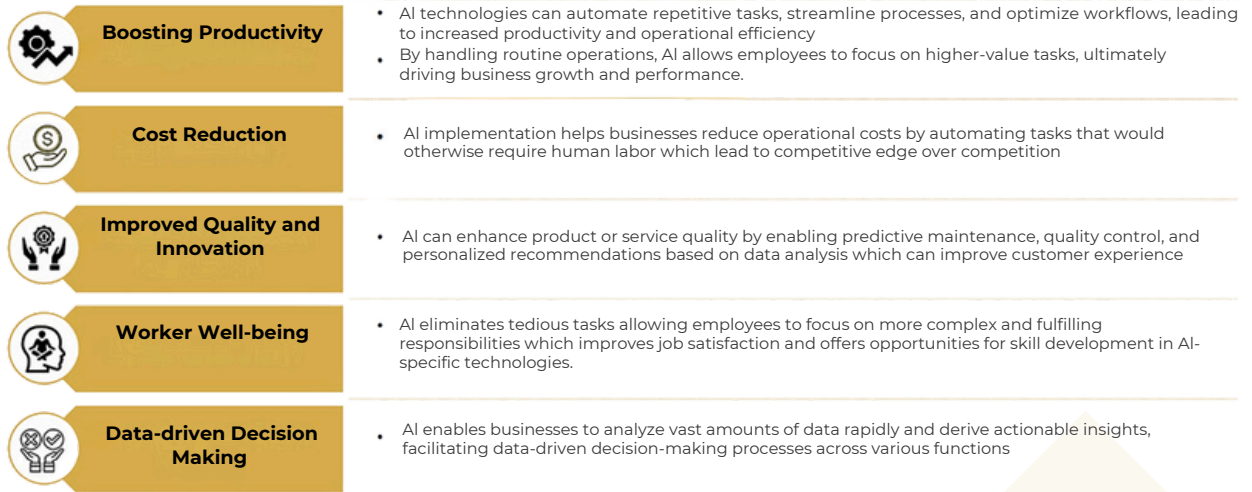 Boosting Productivity
• AI technologies can automate repetitive tasks, streamline processes, and optimize workflows, leading
to increased productivity and operational efficiency
• By handling routine operations, AI allows employees to focus on higher-value tasks, ultimately
driving business growth and performance.
Cost Reduction
• AI implementation helps businesses reduce operational costs by automating tasks that would
otherwise require human labor which lead to competitive edge over competition
Improved Quality and
Innovation
• AI can enhance product or service quality by enabling predictive maintenance, quality control, and
personalized recommendations based on data analysis which can improve customer experience
Worker Well-being
• AI eliminates tedious tasks allowing employees to focus on more complex and fulfilling
responsibilities which improves job satisfaction and offers opportunities for skill development in AI-
specific technologies.
Data-driven Decision
Making
• AI enables businesses to analyze vast amounts of data rapidly and derive actionable insights,
facilitating data-driven decision-making processes across various functions